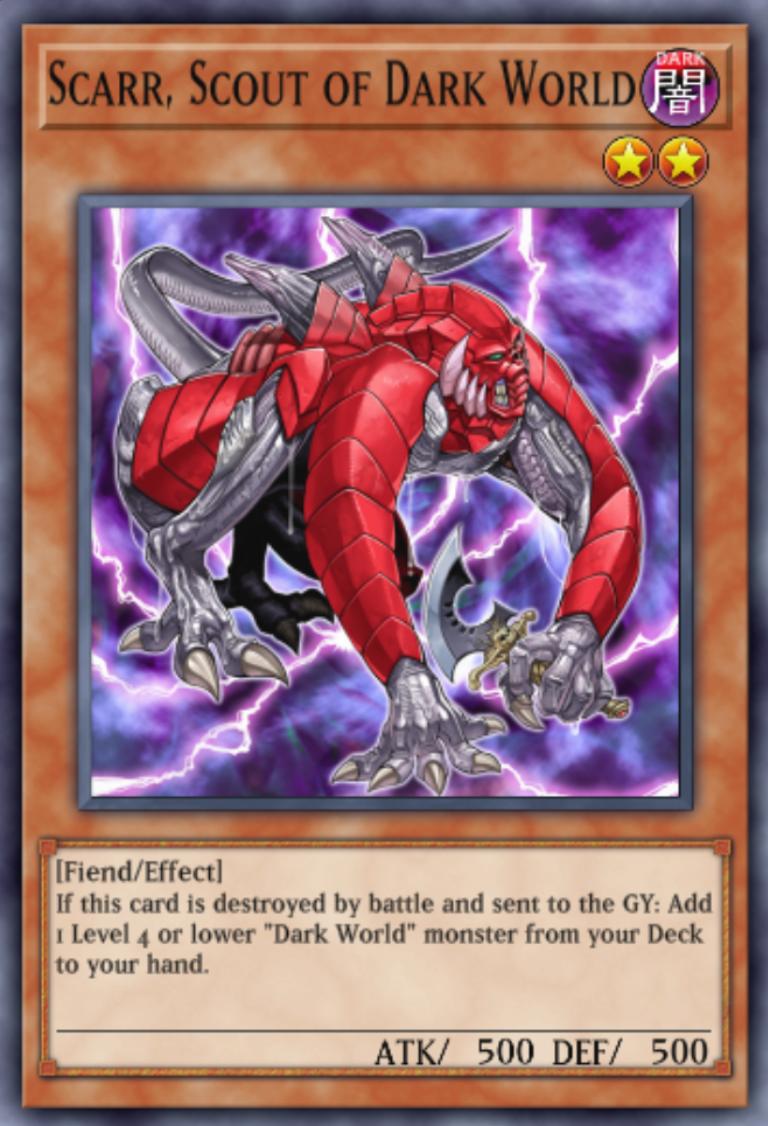 Scarr, Scout of Dark World
DARK
闇
[Fiend/Effect]
If this card is destroyed by battle and sent to the GY: Add
1 Level 4 or lower "Dark World" monster from your Deck
to your hand.
ATK/ 500 DEF/ 500